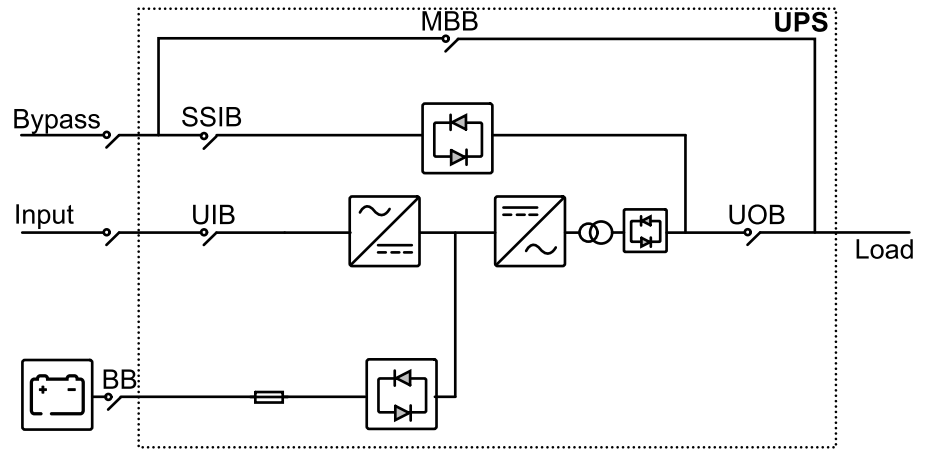 MBB
UPS
Bypass
SSIB
Input
UIB
UOB
Load
BB